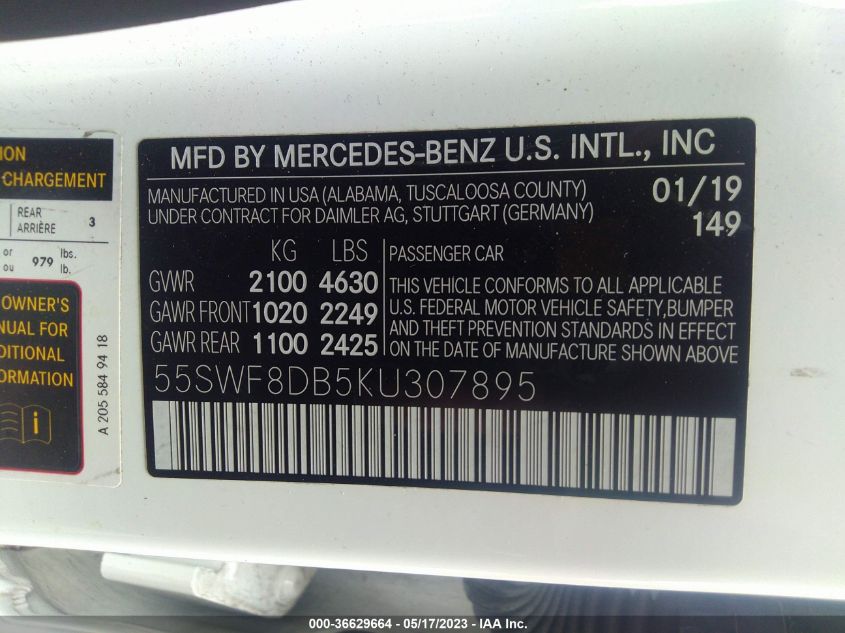 ION
CHARGEMENT
REAR
ARRIÈRE 3
or
ou 979 lbs.
lb.
OWNER'S
NUAL FOR
DITIONAL
ORMATION.
i
A 205 584 94 18
MFD BY MERCEDES-BENZ U.S. INTL., INC
MANUFACTURED IN USA (ALABAMA, TUSCALOOSA COUNTY) 01/19
UNDER CONTRACT FOR DAIMLER AG, STUTTGART (GERMANY) 149
KG LBS
GVWR 2100 4630
GAWR FRONT 1020 2249
GAWR REAR 1100 2425
PASSENGER CAR
THIS VEHICLE CONFORMS TO ALL APPLICABLE
U.S. FEDERAL MOTOR VEHICLE SAFETY, BUMPER
AND THEFT PREVENTION STANDARDS IN EFFECT
ON THE DATE OF MANUFACTURE SHOWN ABOVE
55SWF8DB5KU307895
000-36629664 - 05/17/2023 - IAA Inc.